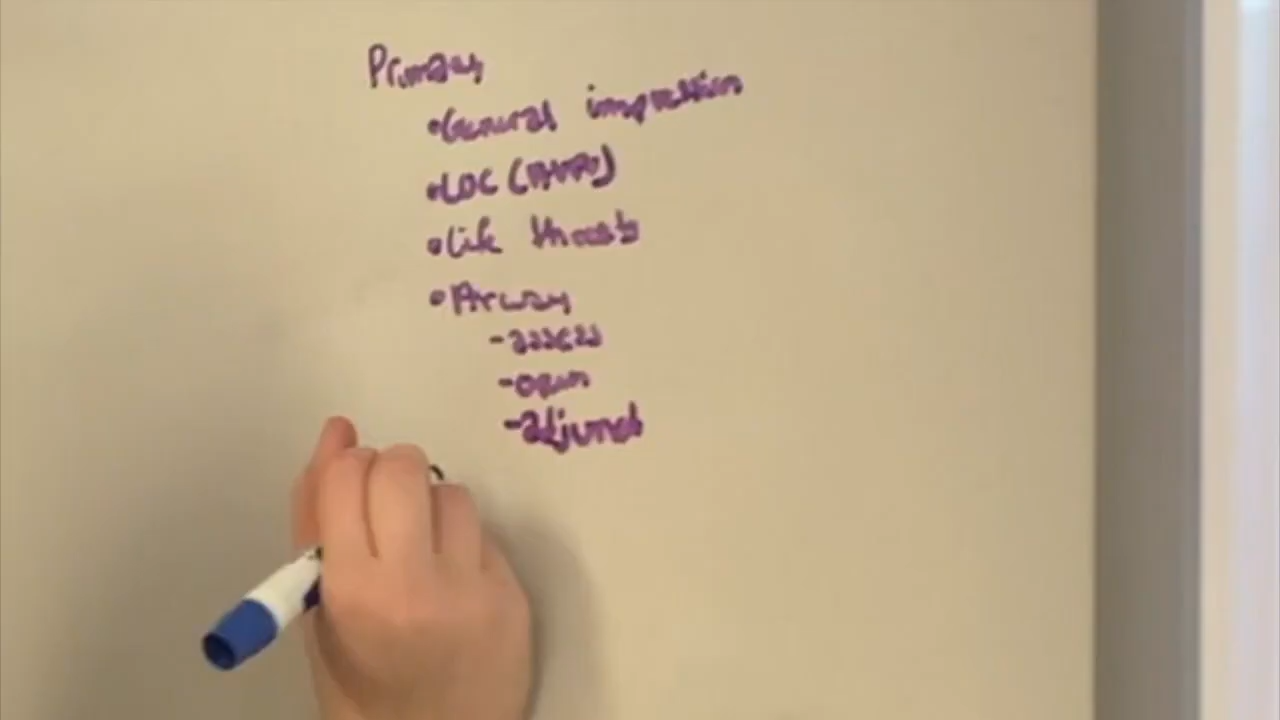 Primary
•General impression
•LOC (AVPU)
•Life threats
•Airway
-assess
-open
-adjunct